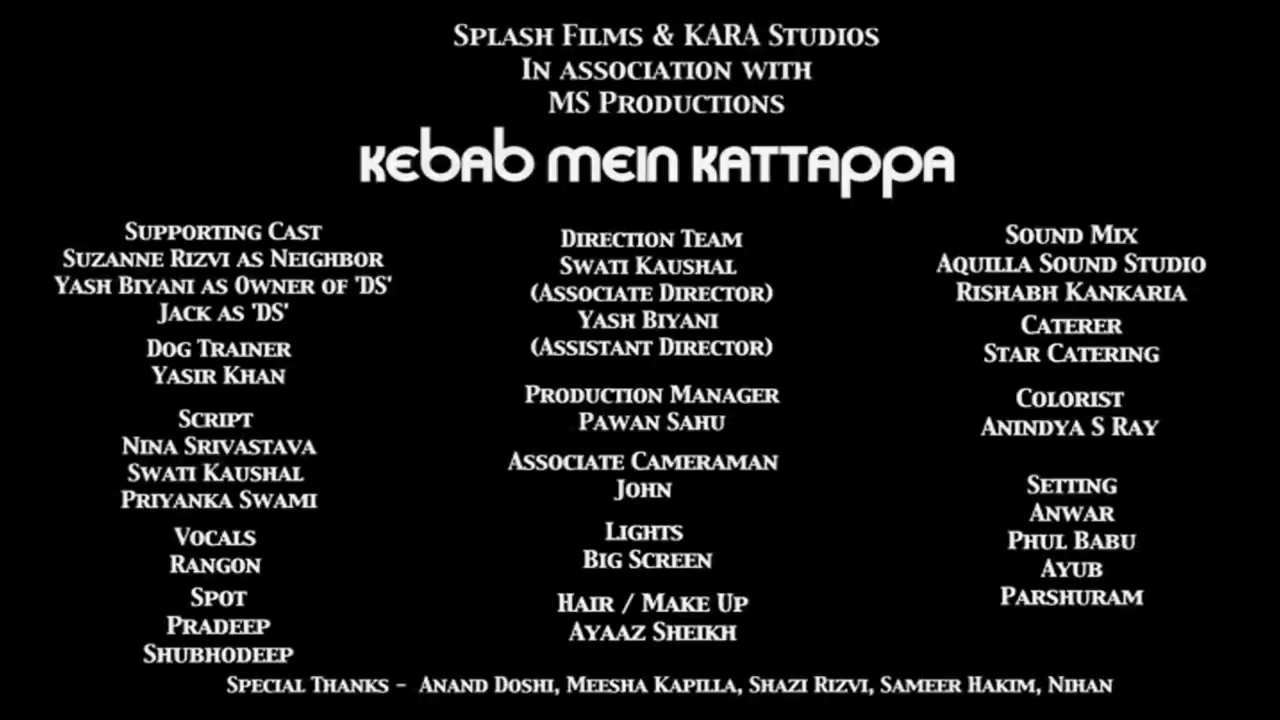 Splash Films & KARA Studios
In association with
MS Productions
Kebab mein Kattappa
Supporting Cast
Suzanne Rizvi as Neighbor
Yash Biyani as Owner of 'DS'
Jack as 'DS'
Dog Trainer
Yasir Khan
Script
Nina Srivastava
Swati Kaushal
Priyanka Swami
Vocals
Rangon
Spot
Pradeep
Shubhodeep
Direction Team
Swati Kaushal
(Associate Director)
Yash Biyani
(Assistant Director)
Production Manager
Pawan Sahu
Associate Cameraman
John
Lights
Big Screen
Hair / Make Up
Ayaaz Sheikh
Sound Mix
Aquilla Sound Studio
Rishabh Kankaria
Caterer
Star Catering
Colorist
Anindya S Ray
Setting
Anwar
Phul Babu
Ayub
Parshuram
Special Thanks - Anand Doshi, Meesha Kapilla, Shazi Rizvi, Sameer Hakim, Nihan